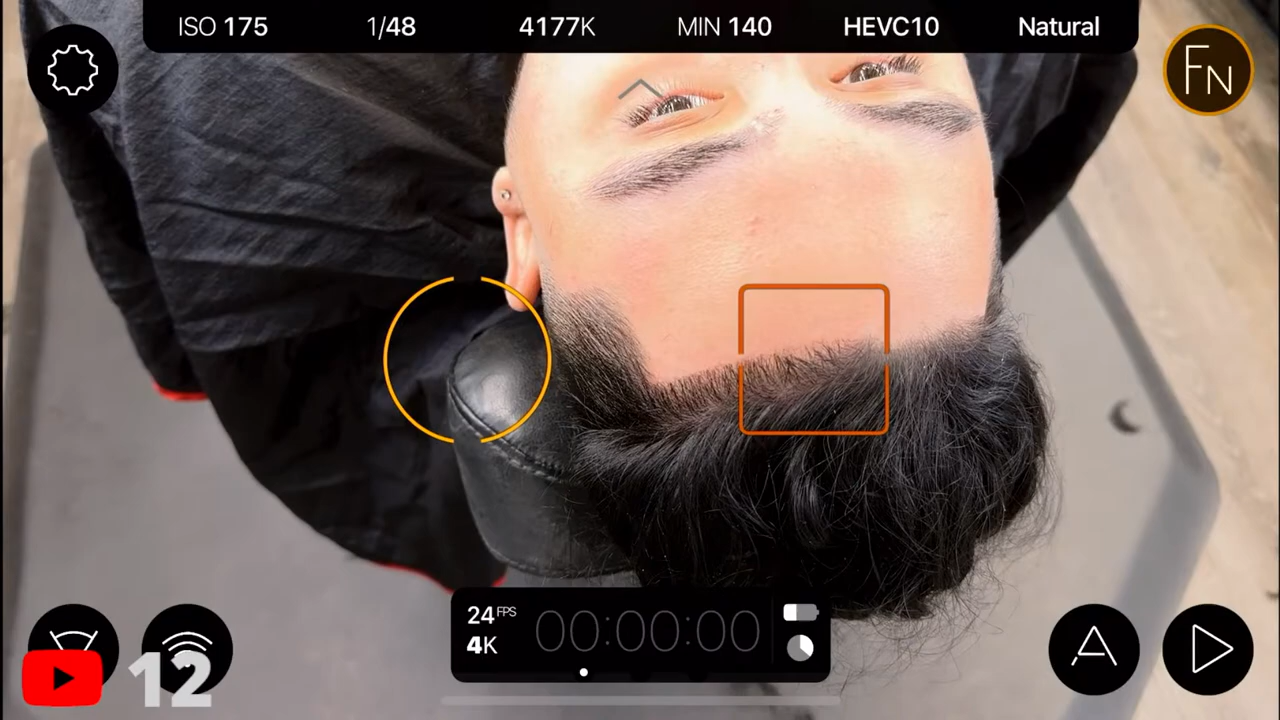 ISO 175
1/48
4177K
MIN 140
HEVC10
Natural
FN
24 FPS
00:00:00
4K
A
12